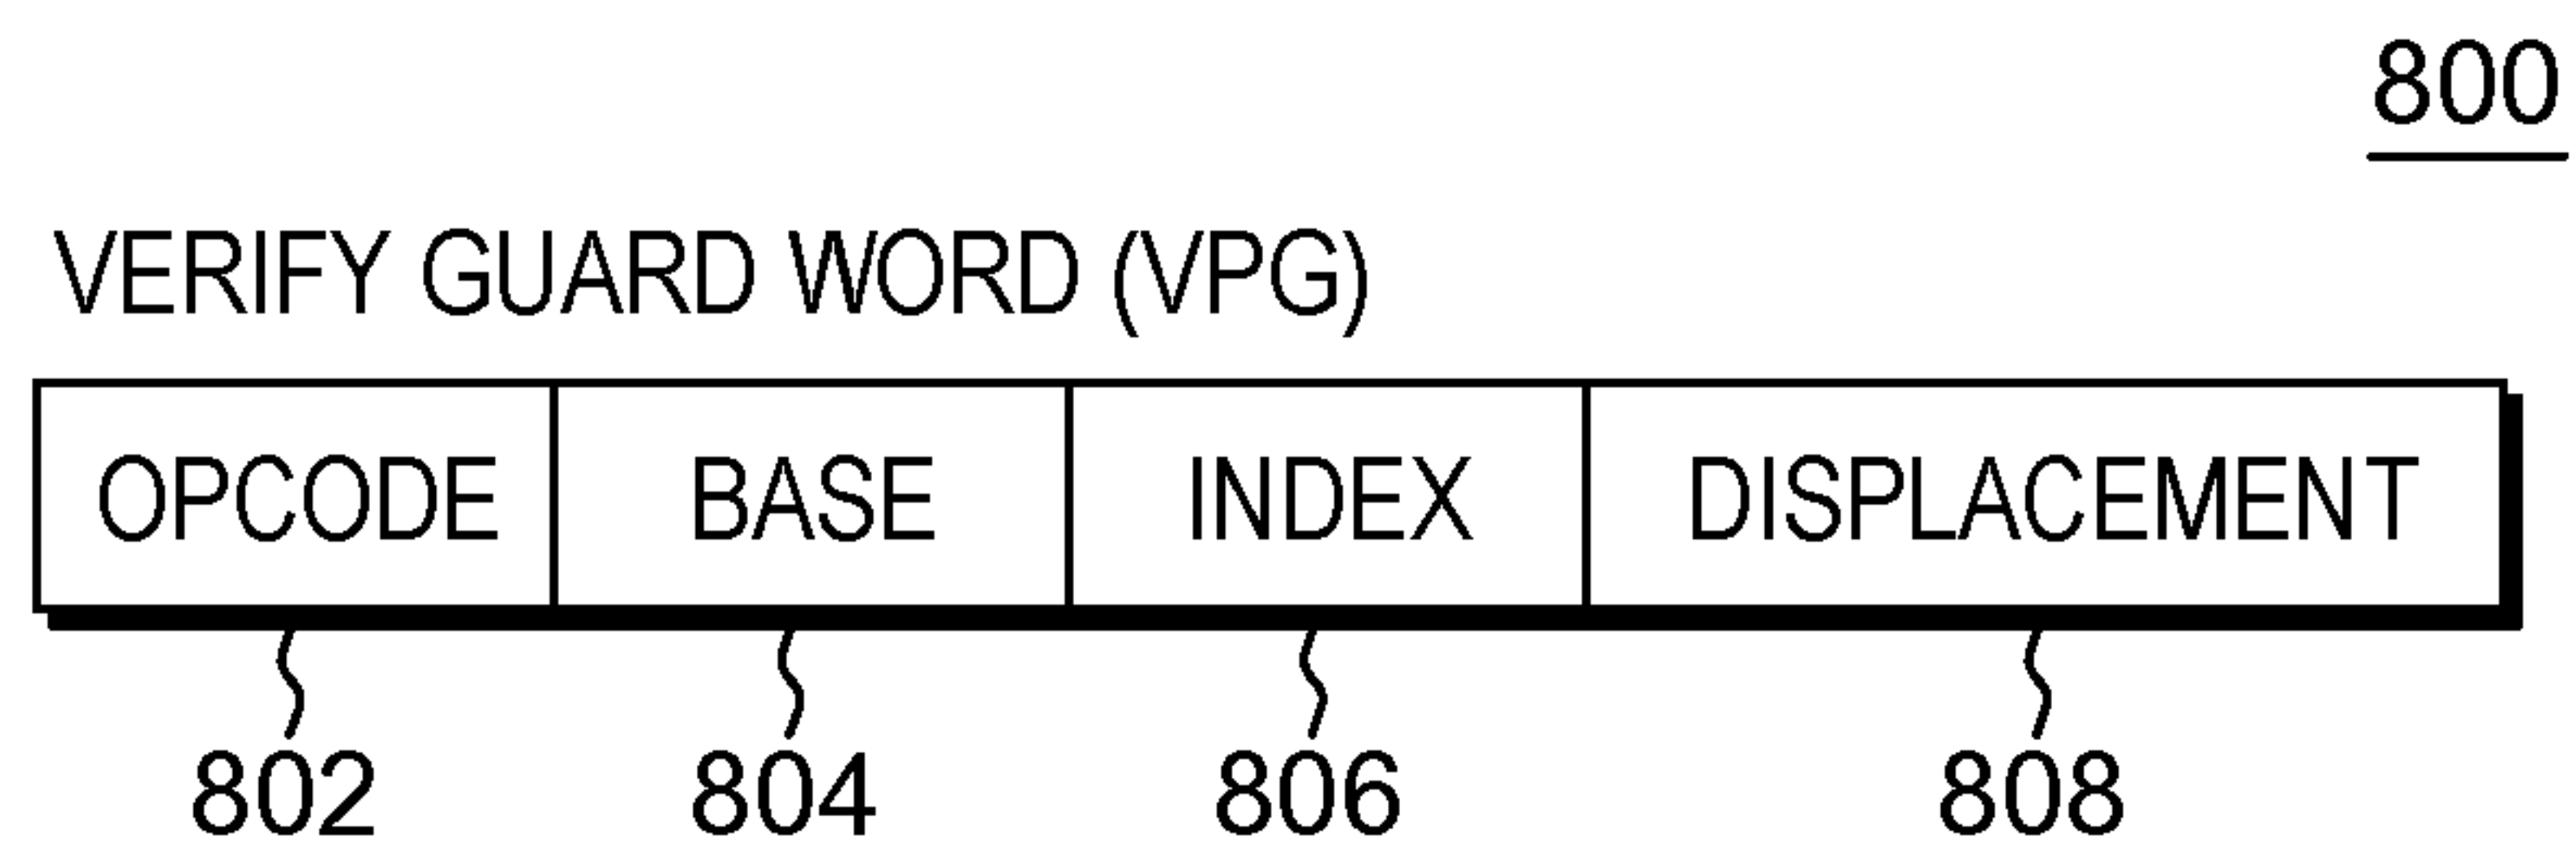 800
VERIFY GUARD WORD (VPG)
OPCODE BASE INDEX DISPLACEMENT
802 804 806 808